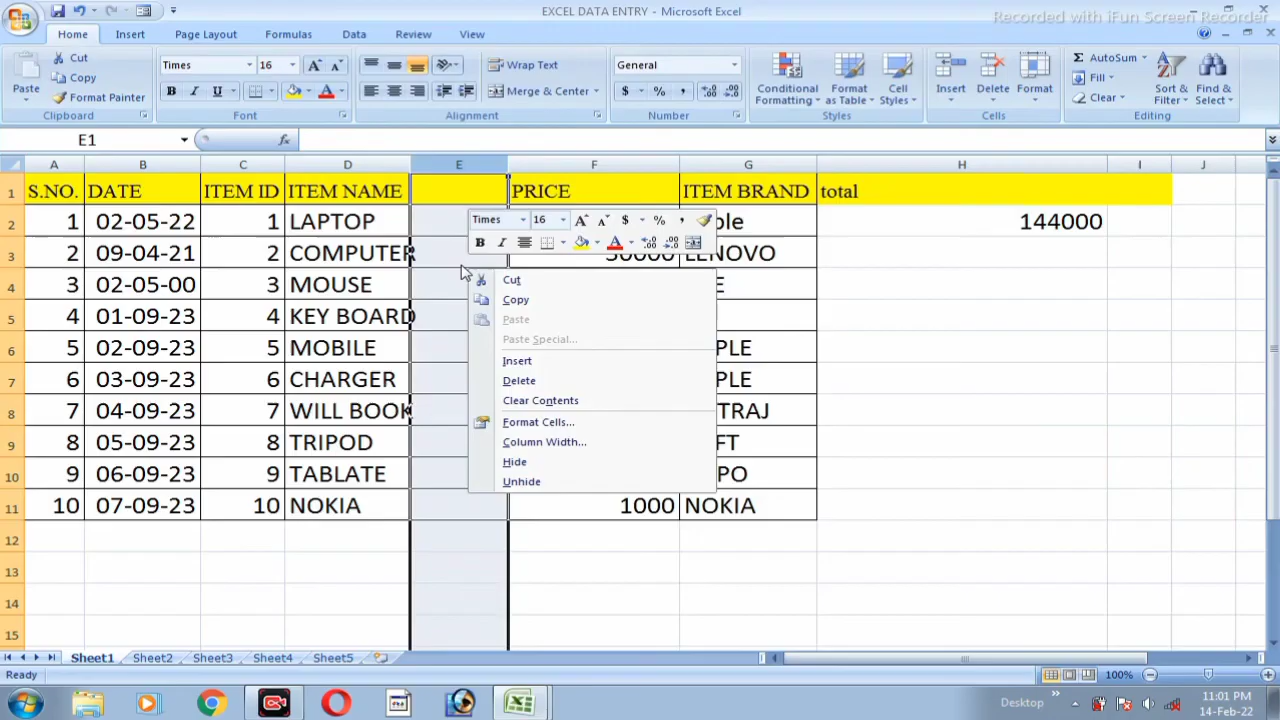 EXCEL DATA ENTRY - Microsoft Excel
Recorded with iFun Screen Recorder
Home Insert Page Layout Formulas Data Review View
Paste
Cut
Copy
Format Painter
Clipboard
Times 16
B I U
Font
Wrap Text
Merge & Center
Alignment
General
$ % ,
Number
Conditional Formatting
Format as Table
Cell Styles
Styles
Insert Delete Format
Cells
AutoSum
Fill
Clear
Sort & Filter
Find & Select
Editing
E1 fx
A B C D E F G H I J
1 S.NO. DATE ITEM ID ITEM NAME PRICE ITEM BRAND total
2 1 02-05-22 1 LAPTOP ple 144000
3 2 09-04-21 2 COMPUTER 30000 LENOVO
4 3 02-05-00 3 MOUSE E
5 4 01-09-23 4 KEY BOARD
6 5 02-09-23 5 MOBILE PLE
7 6 03-09-23 6 CHARGER PLE
8 7 04-09-23 7 WILL BOOK TRAJ
9 8 05-09-23 8 TRIPOD FT
10 9 06-09-23 9 TABLATE PO
11 10 07-09-23 10 NOKIA 1000 NOKIA
12
13
14
15
Times 16 A A $ % ,
B I A
Cut
Copy
Paste
Paste Special...
Insert
Delete
Clear Contents
Format Cells...
Column Width...
Hide
Unhide
Sheet1 Sheet2 Sheet3 Sheet4 Sheet5
Ready 100%
Desktop
11:01 PM
14-Feb-22